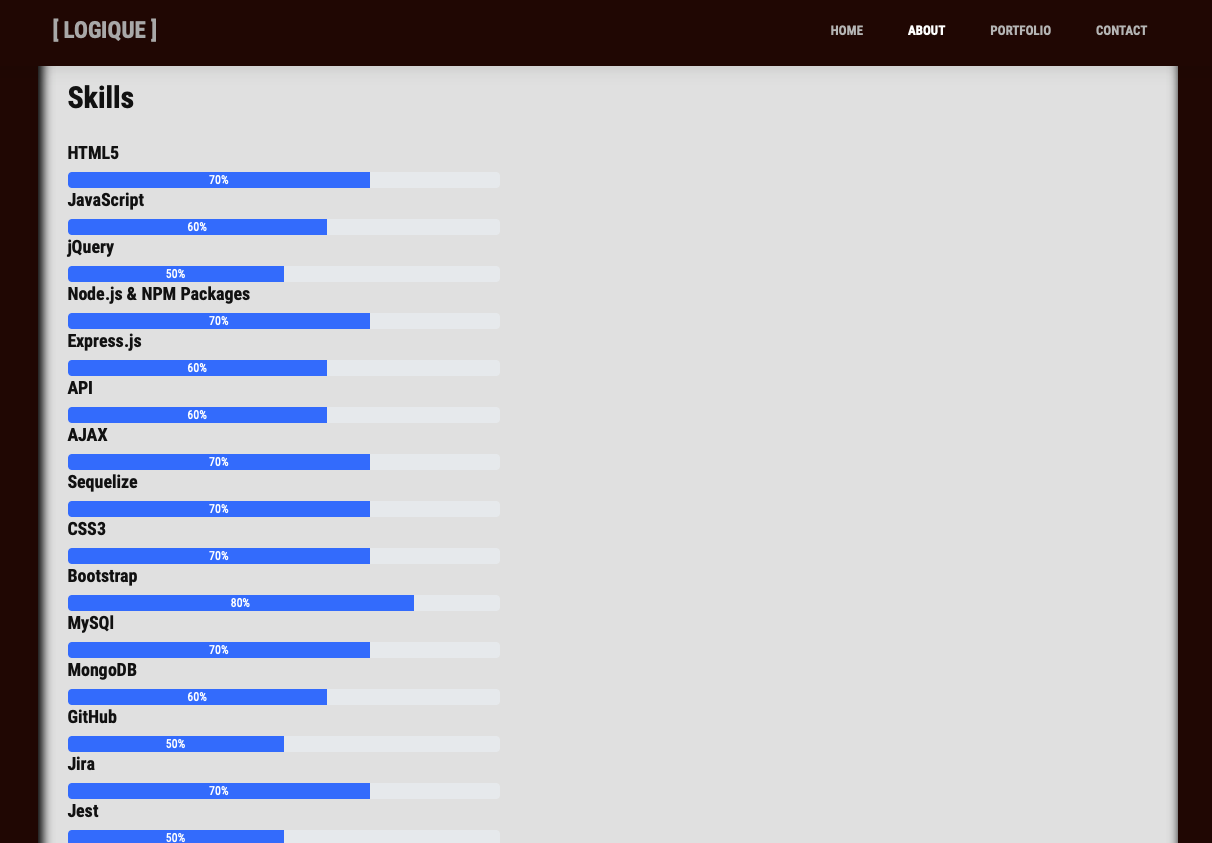 [ LOGIQUE ]
HOME ABOUT PORTFOLIO CONTACT
Skills
HTML5
70%
JavaScript
60%
jQuery
50%
Node.js & NPM Packages
70%
Express.js
60%
API
60%
AJAX
70%
Sequelize
70%
CSS3
70%
Bootstrap
80%
MySQl
70%
MongoDB
60%
GitHub
50%
Jira
70%
Jest
50%